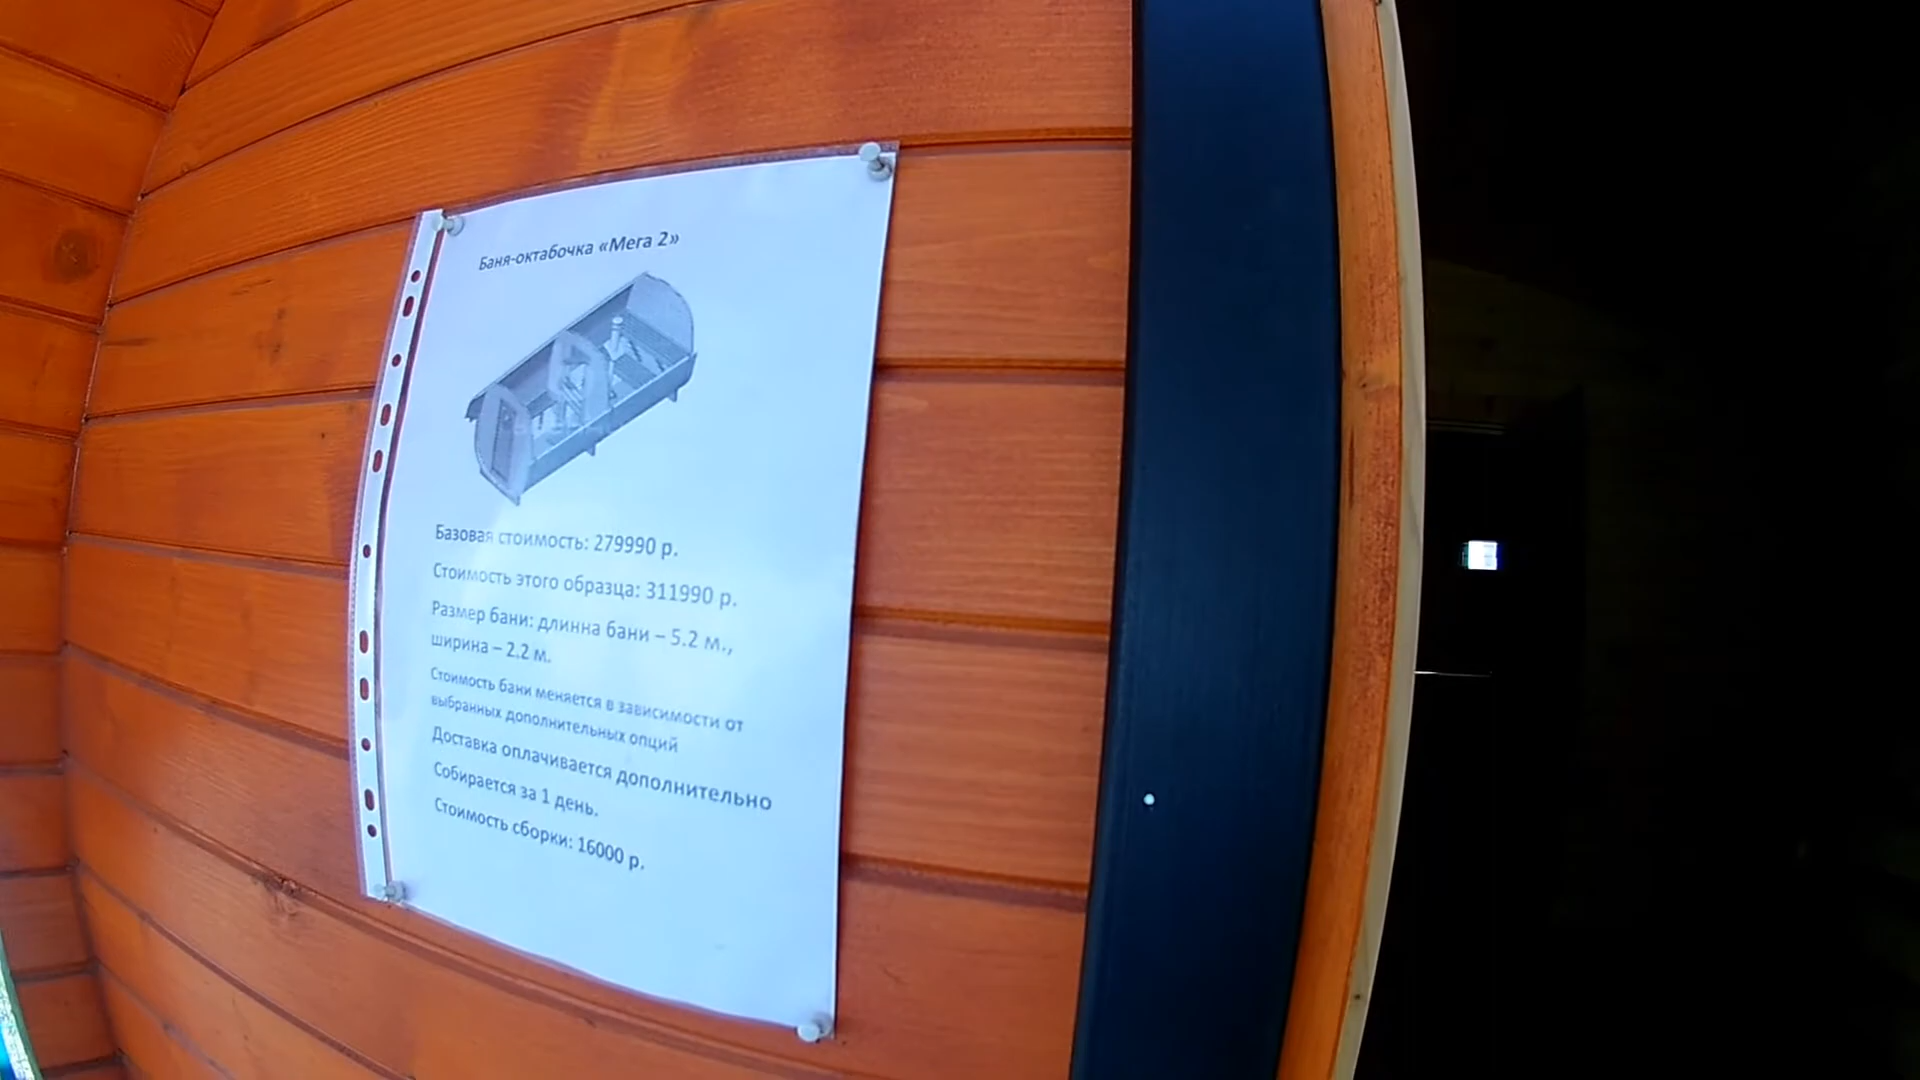 Баня-октабочка «Мега 2»
Базовая стоимость: 279990 р.
Стоимость этого образца: 311990 р.
Размер бани: длинна бани – 5.2 м.,
ширина – 2.2 м.
Стоимость бани меняется в зависимости от
выбранных дополнительных опций
Доставка оплачивается дополнительно
Собирается за 1 день.
Стоимость сборки: 16000 р.